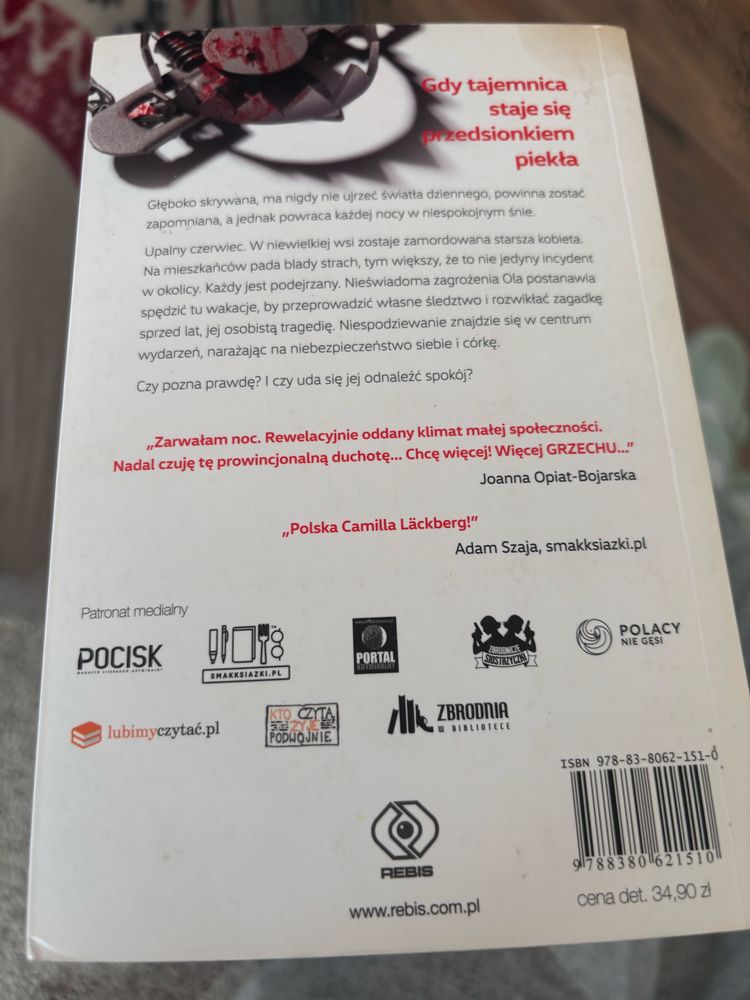 Gdy tajemnica
staje się
przedsionkiem
piekła
Głęboko skrywana, ma nigdy nie ujrzeć światła dziennego, powinna zostać
zapomniana, a jednak powraca każdej nocy w niespokojnym śnie.
Upalny czerwiec. W niewielkiej wsi zostaje zamordowana starsza kobieta.
Na mieszkańców pada blady strach, tym większy, że to nie jedyny incydent
w okolicy. Każdy jest podejrzany. Nieświadoma zagrożenia Ola postanawia
spędzić tu wakacje, by przeprowadzić własne śledztwo i rozwikłać zagadkę
sprzed lat, jej osobistą tragedię. Niespodziewanie znajdzie się w centrum
wydarzeń, narażając na niebezpieczeństwo siebie i córkę.
Czy pozna prawdę? I czy uda się jej odnaleźć spokój?
„Zarwałam noc. Rewelacyjnie oddany klimat małej społeczności.
Nadal czuję tę prowincjonalną duchotę... Chcę więcej! Więcej GRZECHU...”
Joanna Opiat-Bojarska
„Polska Camilla Läckberg!”
Adam Szaja, smakksiazki.pl
Patronat medialny
POCISK
MAGAZYN LITERACKO-KRYMINALNY
SMAKKSIAZKI.PL
PORTAL
KRYMINALNY
ZBRODNICZE
SIOSTRZYCZKI
POLACY
NIE GĘSI
lubimyczytać.pl
KTO CZYTA
ŻYJE
PODWÓJNIE
ZBRODNIA
W BIBLIOTECE
ISBN 978-83-8062-151-0
9 788380 621510
cena det. 34,90 zł
REBIS
www.rebis.com.pl